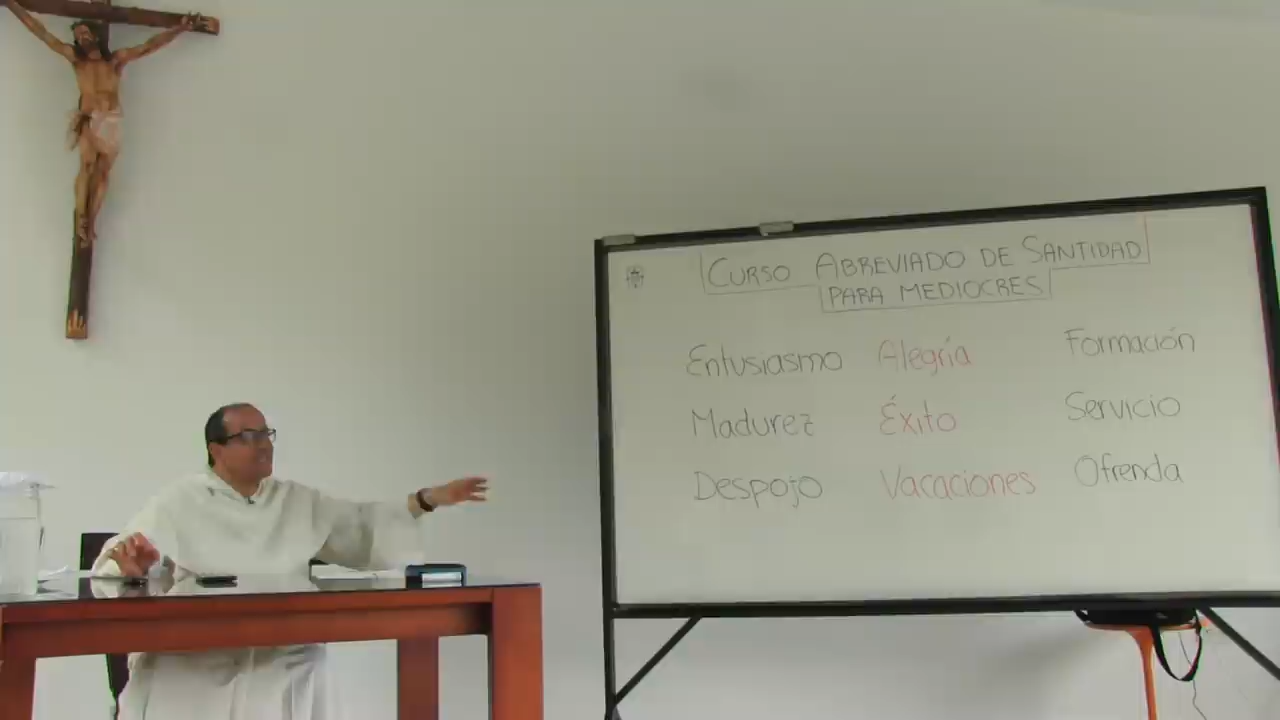 CURSO ABREVIADO DE SANTIDAD
PARA MEDIOCRES
Entusiasmo Alegría Formación
Madurez Éxito Servicio
Despojo Vacaciones Ofrenda